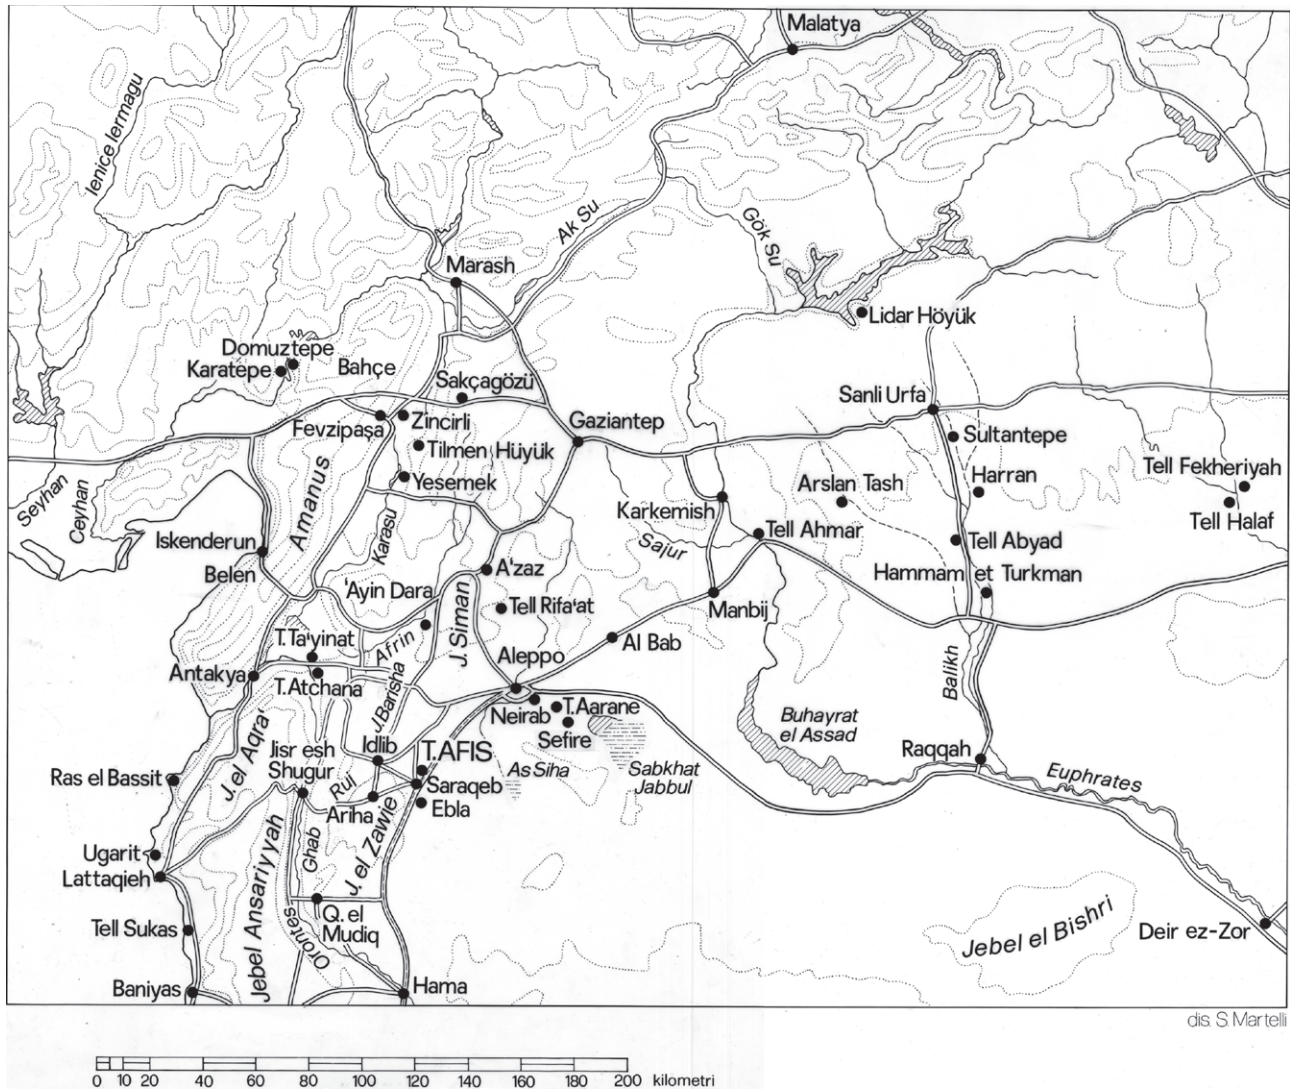 Malatya
Ienice Iermagu
Ak Su
Gök Su
Marash
Lidar Höyük
Domuztepe
Karatepe
Bahçe
Sakçagözü
Sanli Urfa
Fevzipaşa
Zincirli
Gaziantep
Sultantepe
Tilmen Hüyük
Yesemek
Arslan Tash
Harran
Tell Fekheriyah
Tell Halaf
Seyhan
Ceyhan
Amanus
Karkemish
Karasu
Sajur
Tell Ahmar
Tell Abyad
Iskenderun
Belen
A'zaz
Hammam et Turkman
'Ayin Dara
Tell Rifa'at
Manbij
J. Siman
Al Bab
T.Ta'yinat
Afrin
Aleppo
Antakya
T.Atchana
J.Barisha
Balikh
Neirab
T.Aarane
Sefire
Buhayrat
el Assad
J. el Aqra'
Idlib
T.AFIS
Jisr esh
Shugur
Ruj
As Siha
Sabkhat
Jabbul
Raqqah
Euphrates
Ras el Bassit
Saraqeb
Ariha
Ebla
Ghab
J. el Zawie
Ugarit
Lattaqieh
Jebel Ansariyyah
Q. el
Mudiq
Orontes
Tell Sukas
Jebel el Bishri
Deir ez-Zor
Baniyas
Hama
dis. S. Martelli
0 10 20 40 60 80 100 120 140 160 180 200 kilometri